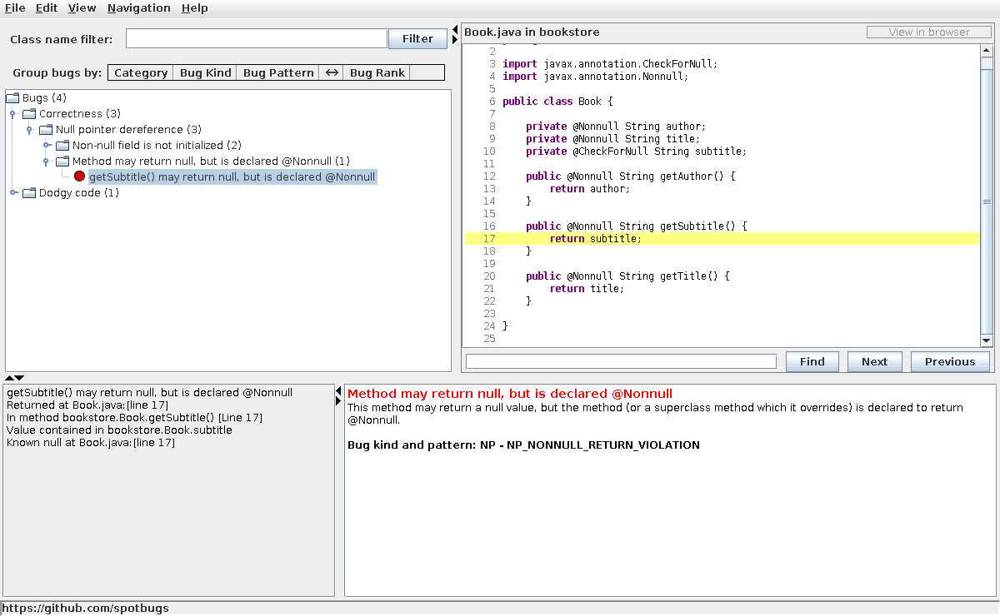 File Edit View Navigation Help
Class name filter: Filter
Group bugs by: Category Bug Kind Bug Pattern ↔ Bug Rank
Bugs (4)
Correctness (3)
Null pointer dereference (3)
Non-null field is not initialized (2)
Method may return null, but is declared @Nonnull (1)
getSubtitle() may return null, but is declared @Nonnull
Dodgy code (1)
Book.java in bookstore View in browser
2
3 import javax.annotation.CheckForNull;
4 import javax.annotation.Nonnull;
5
6 public class Book {
7
8     private @Nonnull String author;
9     private @Nonnull String title;
10     private @CheckForNull String subtitle;
11
12     public @Nonnull String getAuthor() {
13         return author;
14     }
15
16     public @Nonnull String getSubtitle() {
17         return subtitle;
18     }
19
20     public @Nonnull String getTitle() {
21         return title;
22     }
23
24 }
25
Find Next Previous
getSubtitle() may return null, but is declared @Nonnull
Returned at Book.java:[line 17]
In method bookstore.Book.getSubtitle() [Line 17]
Value contained in bookstore.Book.subtitle
Known null at Book.java:[line 17]
Method may return null, but is declared @Nonnull
This method may return a null value, but the method (or a superclass method which it overrides) is declared to return
@Nonnull.
Bug kind and pattern: NP - NP_NONNULL_RETURN_VIOLATION
https://github.com/spotbugs